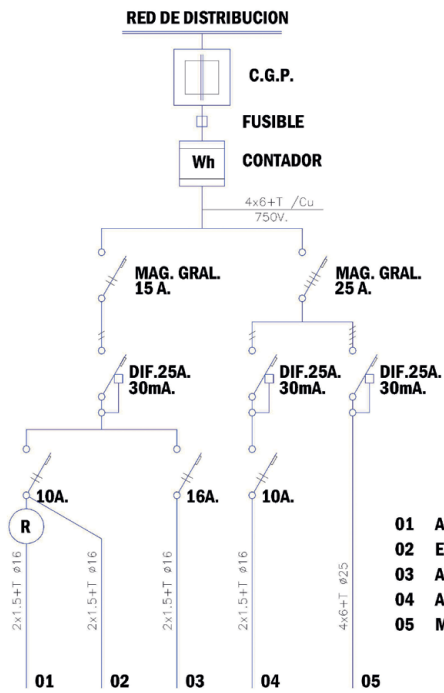 RED DE DISTRIBUCION
C.G.P.
FUSIBLE
Wh CONTADOR
4x6+T /Cu
750V.
MAG. GRAL.
15 A.
MAG. GRAL.
25 A.
DIF.25A.
30mA.
DIF.25A.
30mA.
DIF.25A.
30mA.
10A.
16A.
10A.
R
2x1.5+T ø16
2x1.5+T ø16
2x1.5+T ø16
2x1.5+T ø16
4x6+T ø25
01 A
02 E
03 A
04 A
05 M
01
02
03
04
05